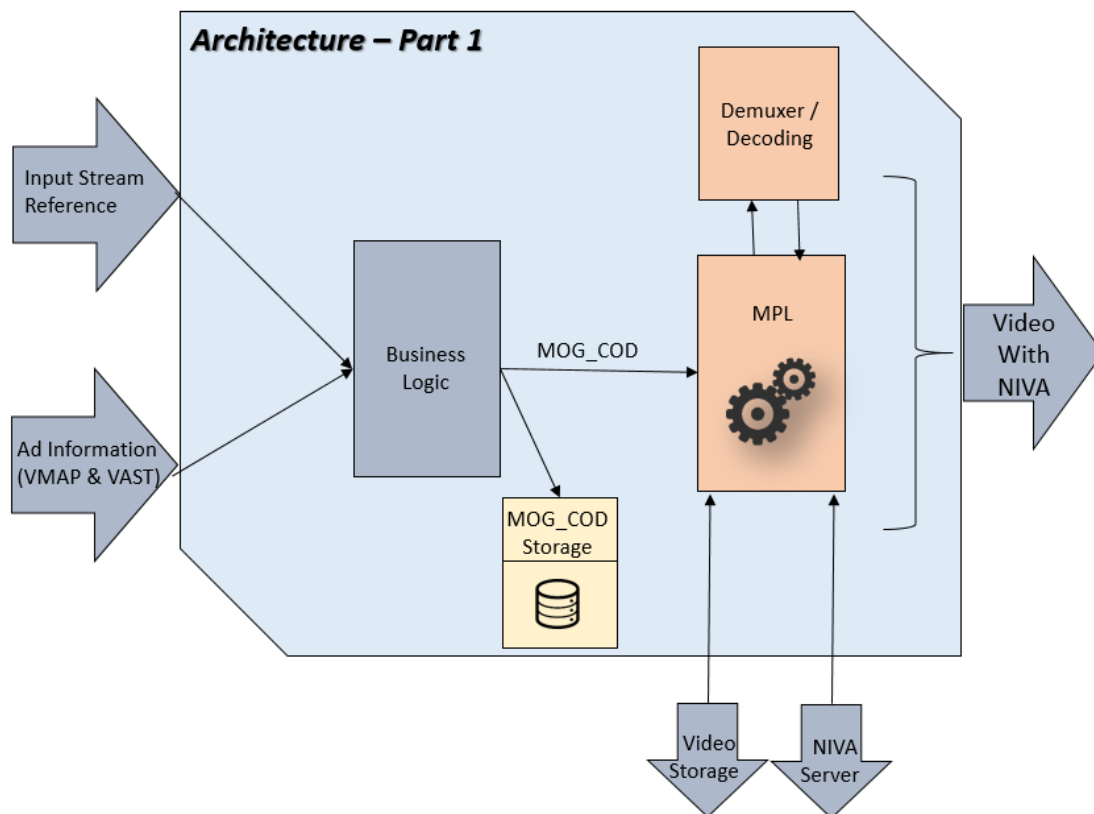 Architecture – Part 1
Demuxer /
Decoding
Input Stream
Reference
MPL
Business
Logic
MOG_COD
Video
With
NIVA
Ad Information
(VMAP & VAST)
MOG_COD
Storage
Video
Storage
NIVA
Server